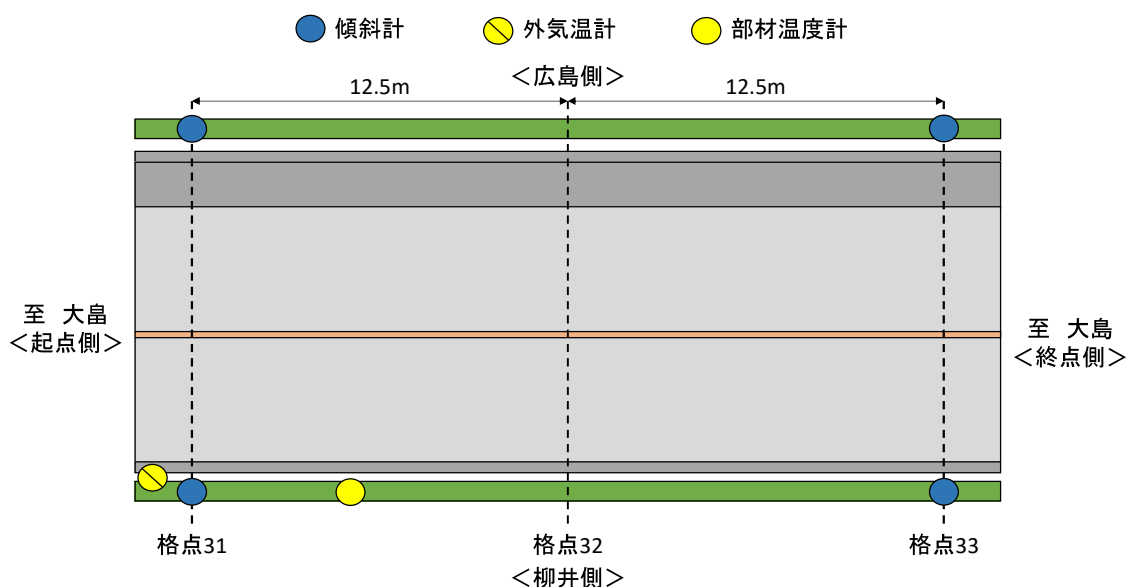 傾斜計
外気温計
部材温度計
＜広島側＞
12.5m
12.5m
至 大畠
＜起点側＞
至 大島
＜終点側＞
格点31
格点32
格点33
＜柳井側＞